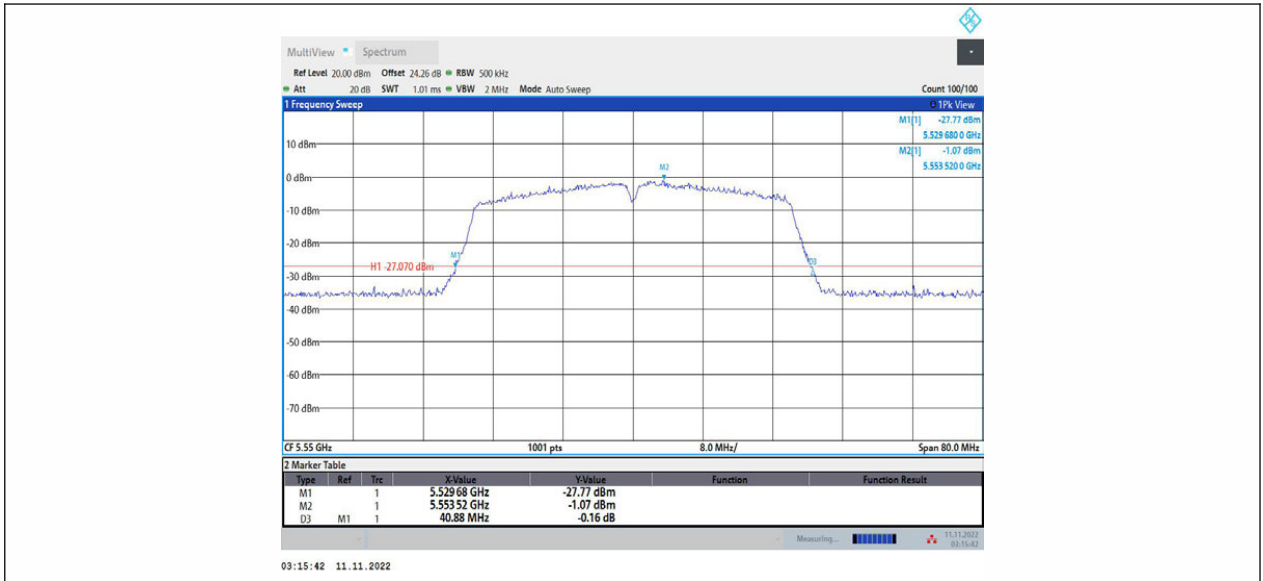 MultiView Spectrum
Ref Level 20.00 dBm Offset 24.26 dB RBW 500 kHz
Att 20 dB SWT 1.01 ms VBW 2 MHz Mode Auto Sweep Count 100/100
1 Frequency Sweep 1Pk View
M1[1] -27.77 dBm
5.529 680 0 GHz
10 dBm
M2[1] -1.07 dBm
5.553 520 0 GHz
M2
0 dBm
-10 dBm
-20 dBm
M1
D3
H1 -27.070 dBm
-30 dBm
-40 dBm
-50 dBm
-60 dBm
-70 dBm
CF 5.55 GHz 1001 pts 8.0 MHz/ Span 80.0 MHz
2 Marker Table
Type Ref Trc X-Value Y-Value Function Function Result
M1 1 5.529 68 GHz -27.77 dBm
M2 1 5.553 52 GHz -1.07 dBm
D3 M1 1 40.88 MHz -0.16 dB
Measuring... 11.11.2022
03:15:42
03:15:42 11.11.2022